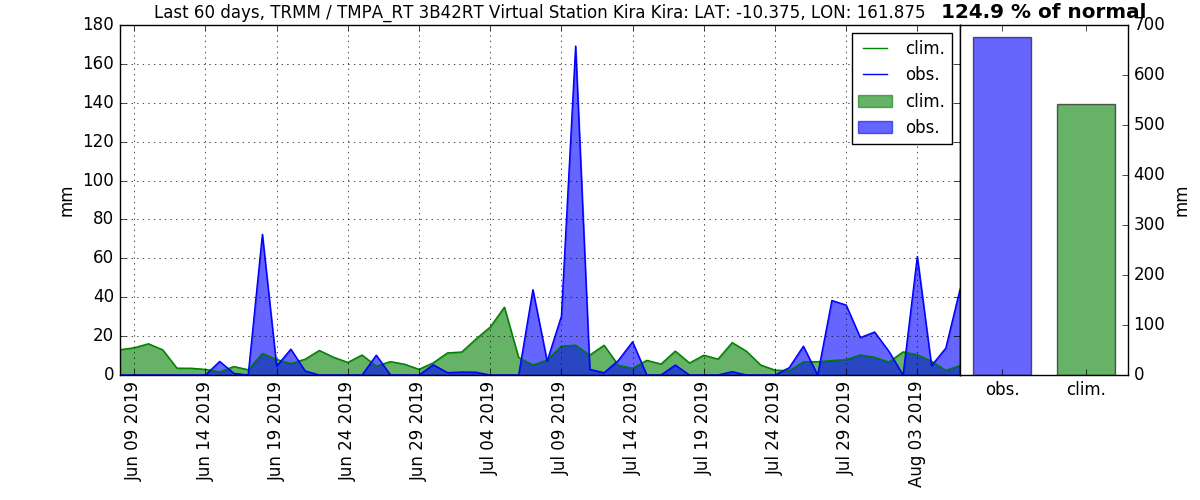 Last 60 days, TRMM / TMPA_RT 3B42RT Virtual Station Kira Kira: LAT: -10.375, LON: 161.875
124.9 % of normal
180
160
140
120
100
80
60
40
20
0
mm
clim.
obs.
clim.
obs.
700
600
500
400
300
200
100
0
mm
obs.
clim.
Jun 09 2019
Jun 14 2019
Jun 19 2019
Jun 24 2019
Jun 29 2019
Jul 04 2019
Jul 09 2019
Jul 14 2019
Jul 19 2019
Jul 24 2019
Jul 29 2019
Aug 03 2019